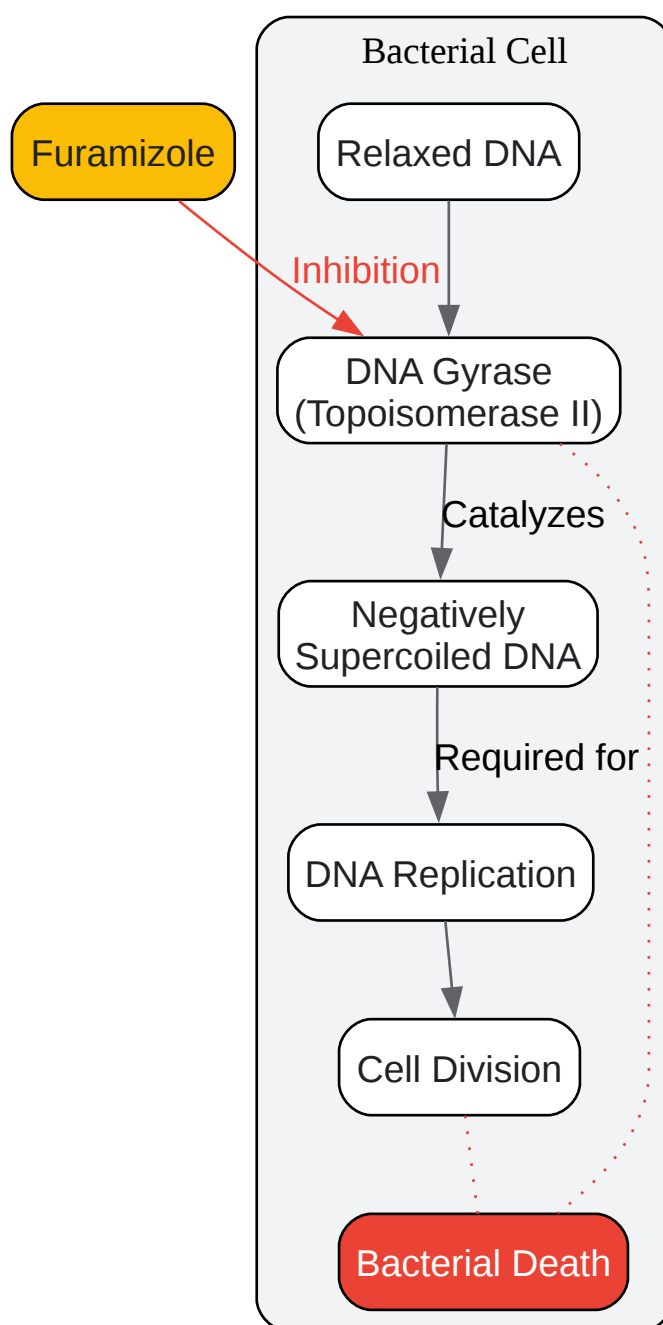 Bacterial Cell
Furamizole
Relaxed DNA
Inhibition
DNA Gyrase
(Topoisomerase II)
Catalyzes
Negatively
Supercoiled DNA
Required for
DNA Replication
Cell Division
Bacterial Death